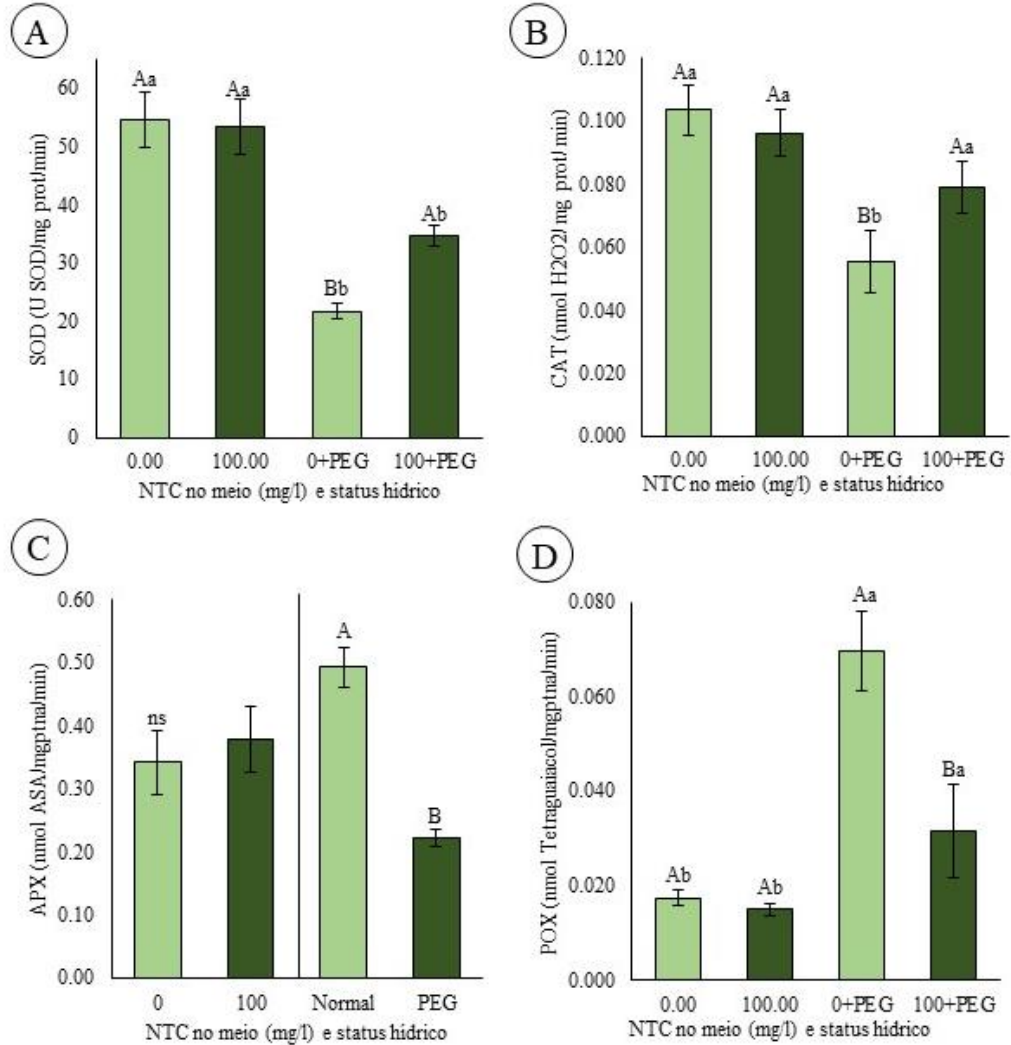 A
SOD (U SOD/mg prot/min)
60
50
40
30
20
10
0
Aa
Aa
Bb
Ab
0.00 100.00 0+PEG 100+PEG
NTC no meio (mg/l) e status hídrico
B
CAT (nmol H2O2/mg prot/min)
0.120
0.100
0.080
0.060
0.040
0.020
0.000
Aa
Aa
Bb
Aa
0.00 100.00 0+PEG 100+PEG
NTC no meio (mg/l) e status hídrico
C
APX (nmol ASA/mgptna/min)
0.60
0.50
0.40
0.30
0.20
0.10
0.00
ns
A
B
0 100 Normal PEG
NTC no meio (mg/l) e status hídrico
D
POX (nmol Tetraguaiacol/mgptna/min)
0.080
0.060
0.040
0.020
0.000
Ab
Ab
Aa
Ba
0.00 100.00 0+PEG 100+PEG
NTC no meio (mg/l) e status hídrico